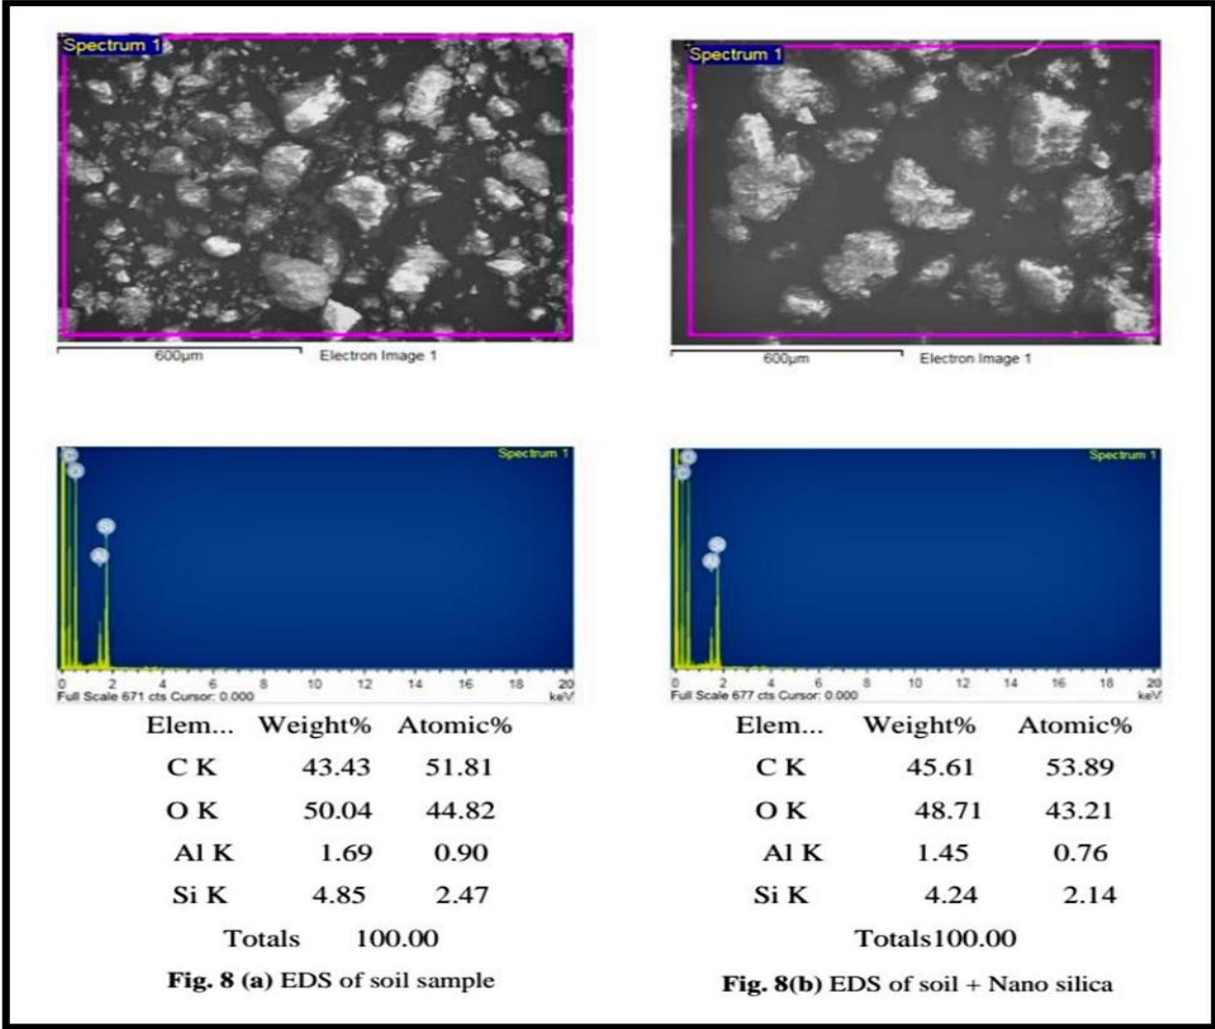 Spectrum 1
600µm Electron Image 1
Spectrum 1
600µm Electron Image 1
Spectrum 1
Si
Al
0 2 4 6 8 10 12 14 16 18 20
Full Scale 671 cts Cursor: 0.000 keV
Elem... Weight% Atomic%
C K 43.43 51.81
O K 50.04 44.82
Al K 1.69 0.90
Si K 4.85 2.47
Totals 100.00
Fig. 8 (a) EDS of soil sample
Spectrum 1
Si
Al
0 2 4 6 8 10 12 14 16 18 20
Full Scale 677 cts Cursor: 0.000 keV
Elem... Weight% Atomic%
C K 45.61 53.89
O K 48.71 43.21
Al K 1.45 0.76
Si K 4.24 2.14
Totals100.00
Fig. 8(b) EDS of soil + Nano silica